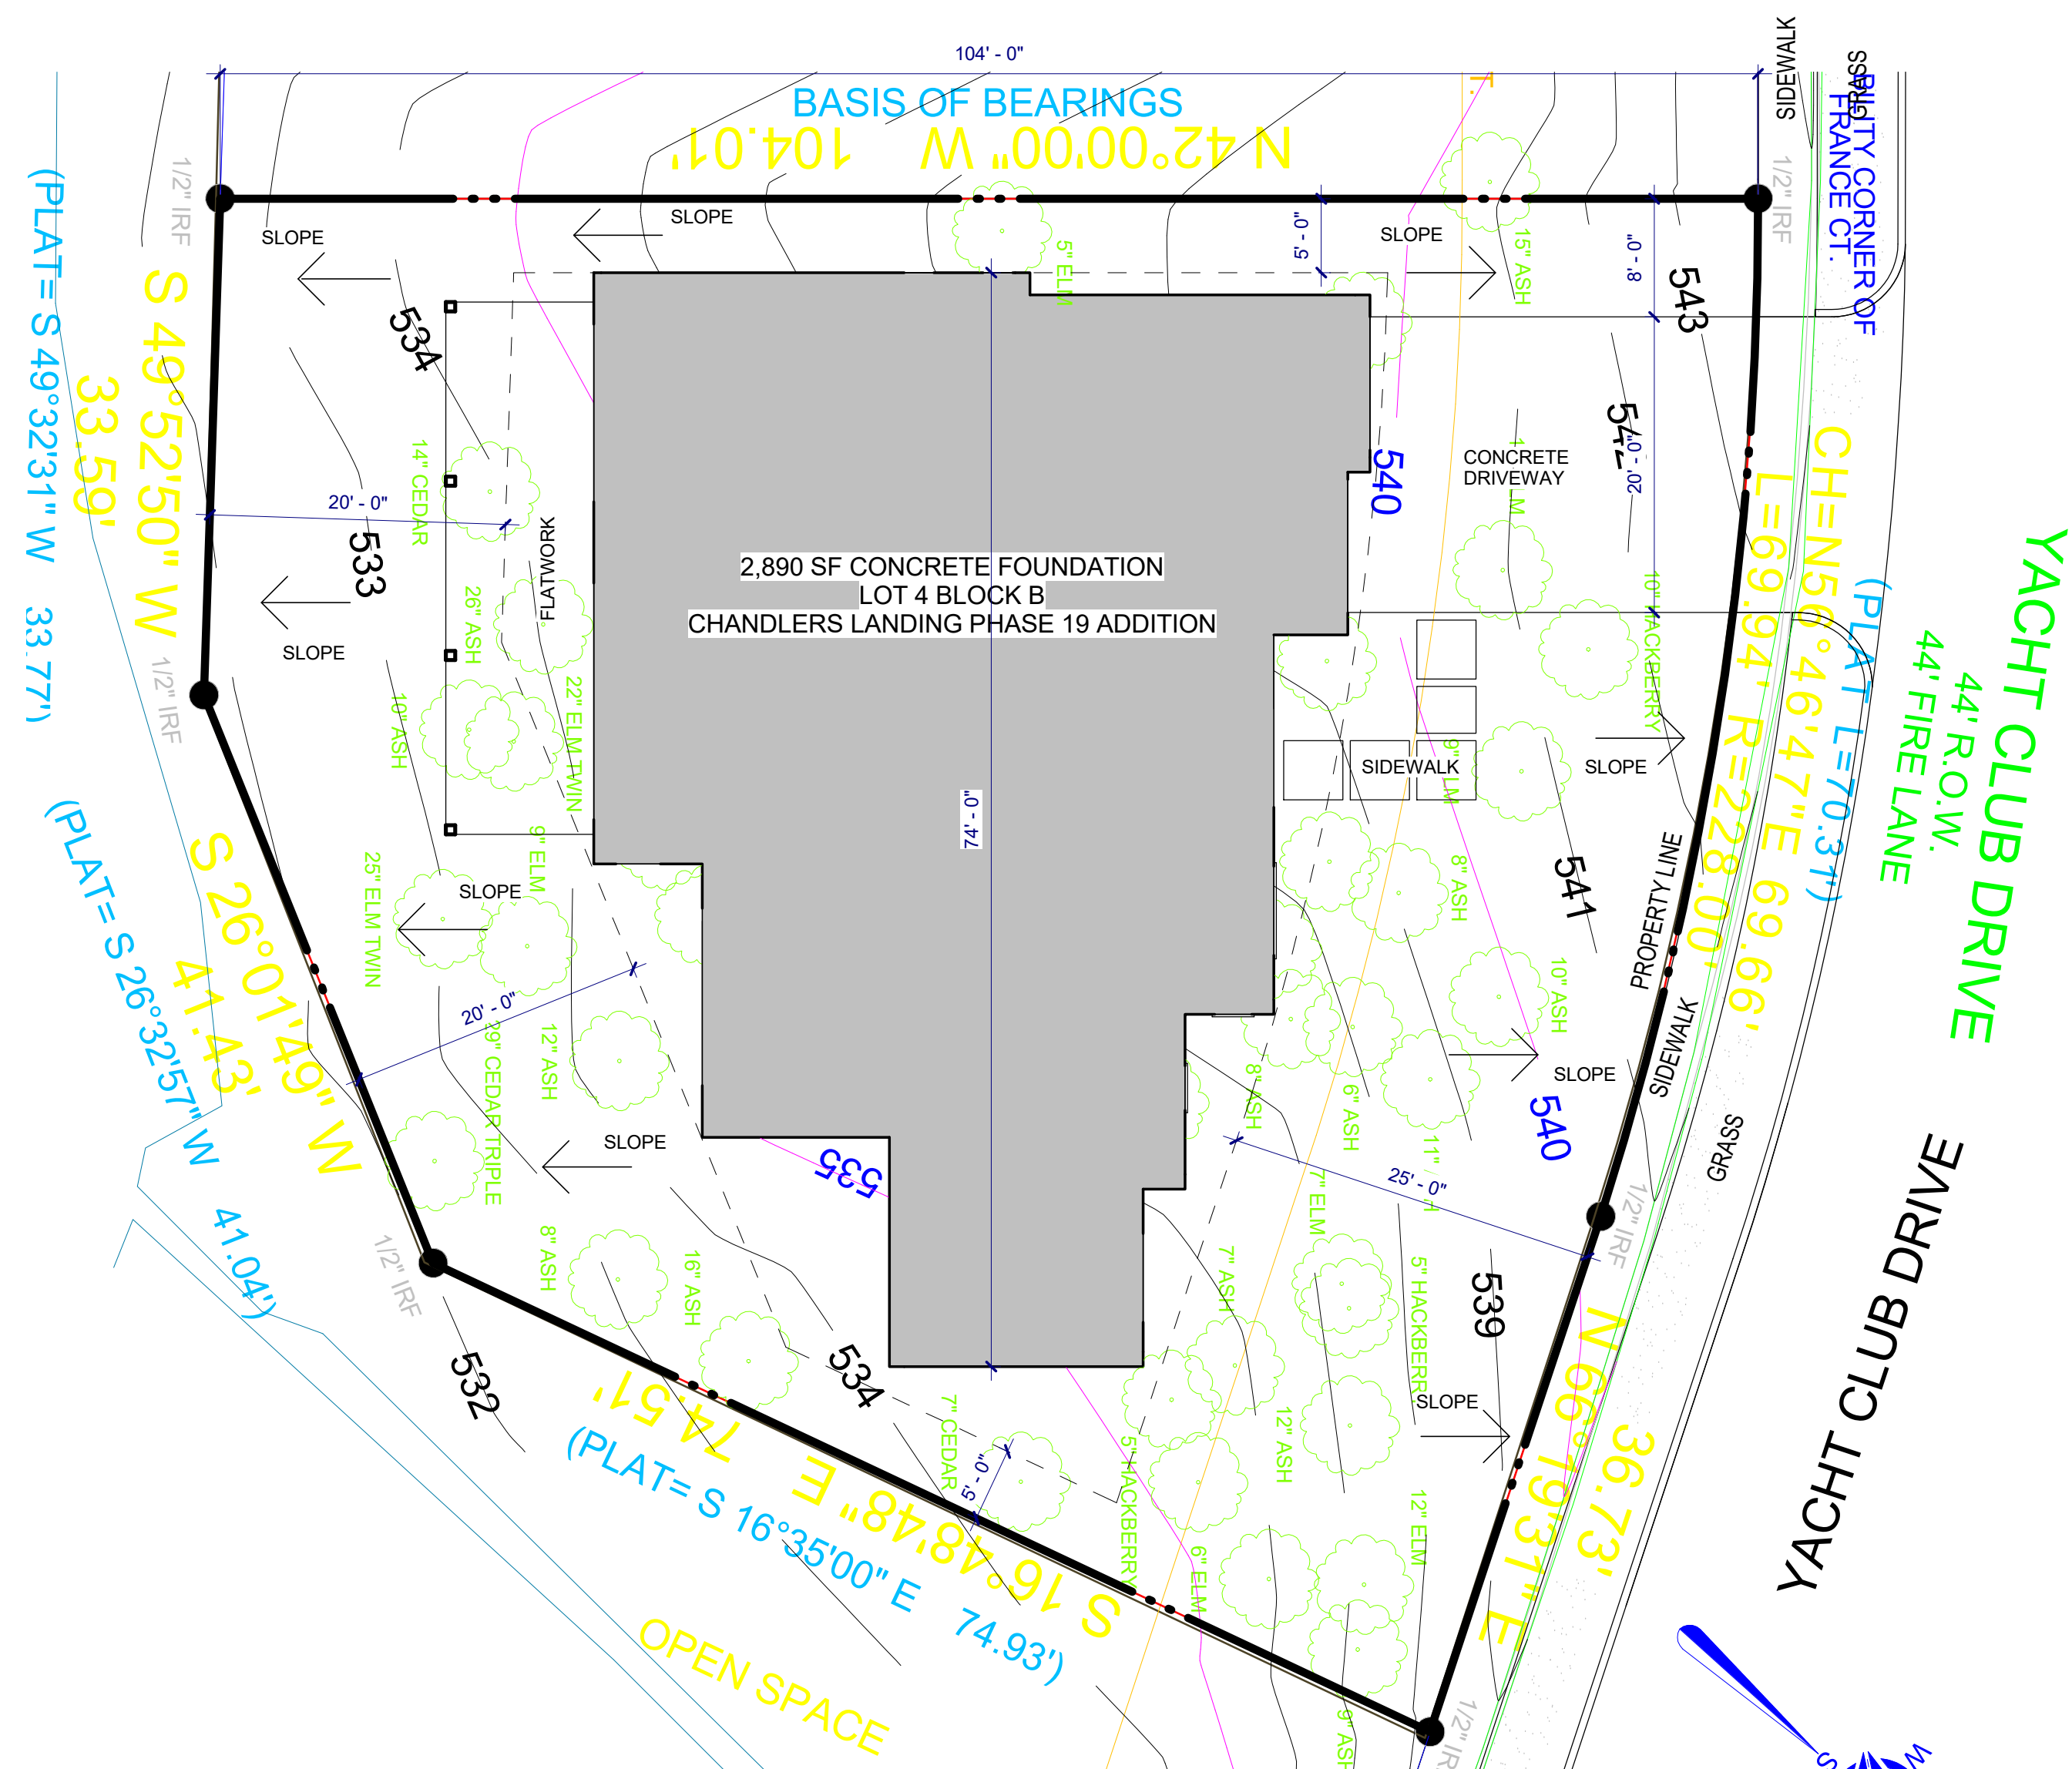 104' - 0"
SIDEWALK
GRASS
BASIS OF BEARINGS
N 42°00'00" W 104.01'
T.
BILITY CORNER OF
FRANCE CT.
1/2" IRF
1/2" IRF
SLOPE
SLOPE
SLOPE
5' - 0"
8' - 0"
5" ELM
15" ASH
543
534
(PLAT= S 49°32'31" W 33.77')
S 49°52'50" W
33.59'
14" CEDAR
20' - 0"
533
FLATWORK
540
CONCRETE
DRIVEWAY
20' - 0"
CH=N56°46'47"E 69.66'
L=69.94' R=228.00'
(PLAT L=70.31')
YACHT CLUB DRIVE
44' R.O.W.
44' FIRE LANE
2,890 SF CONCRETE FOUNDATION
LOT 4 BLOCK B
CHANDLERS LANDING PHASE 19 ADDITION
26" ASH
10" HACKBERRY
SLOPE
1/2" IRF
10" ASH
22" ELM TWIN
74' - 0"
SIDEWALK
SLOPE
9" ELM
25" ELM TWIN
SLOPE
8" ASH
541
PROPERTY LINE
(PLAT= S 26°32'57" W 41.04')
S 26°01'49" W
41.43'
20' - 0"
29" CEDAR TRIPLE
12" ASH
10" ASH
SIDEWALK
SLOPE
8" ASH
6" ASH
540
GRASS
SLOPE
535
25' - 0"
7" ELM
1/2" IRF
1/2" IRF
8" ASH
16" ASH
7" ASH
5" HACKBERRY
539
YACHT CLUB DRIVE
532
534
SLOPE
7" CEDAR
5' - 0"
5" HACKBERRY
12" ASH
N 66°19'31" E
36.73'
S 16°48'48" E 74.51'
(PLAT= S 16°35'00" E 74.93')
12" ELM
6" ELM
OPEN SPACE
9" ASH
S
W